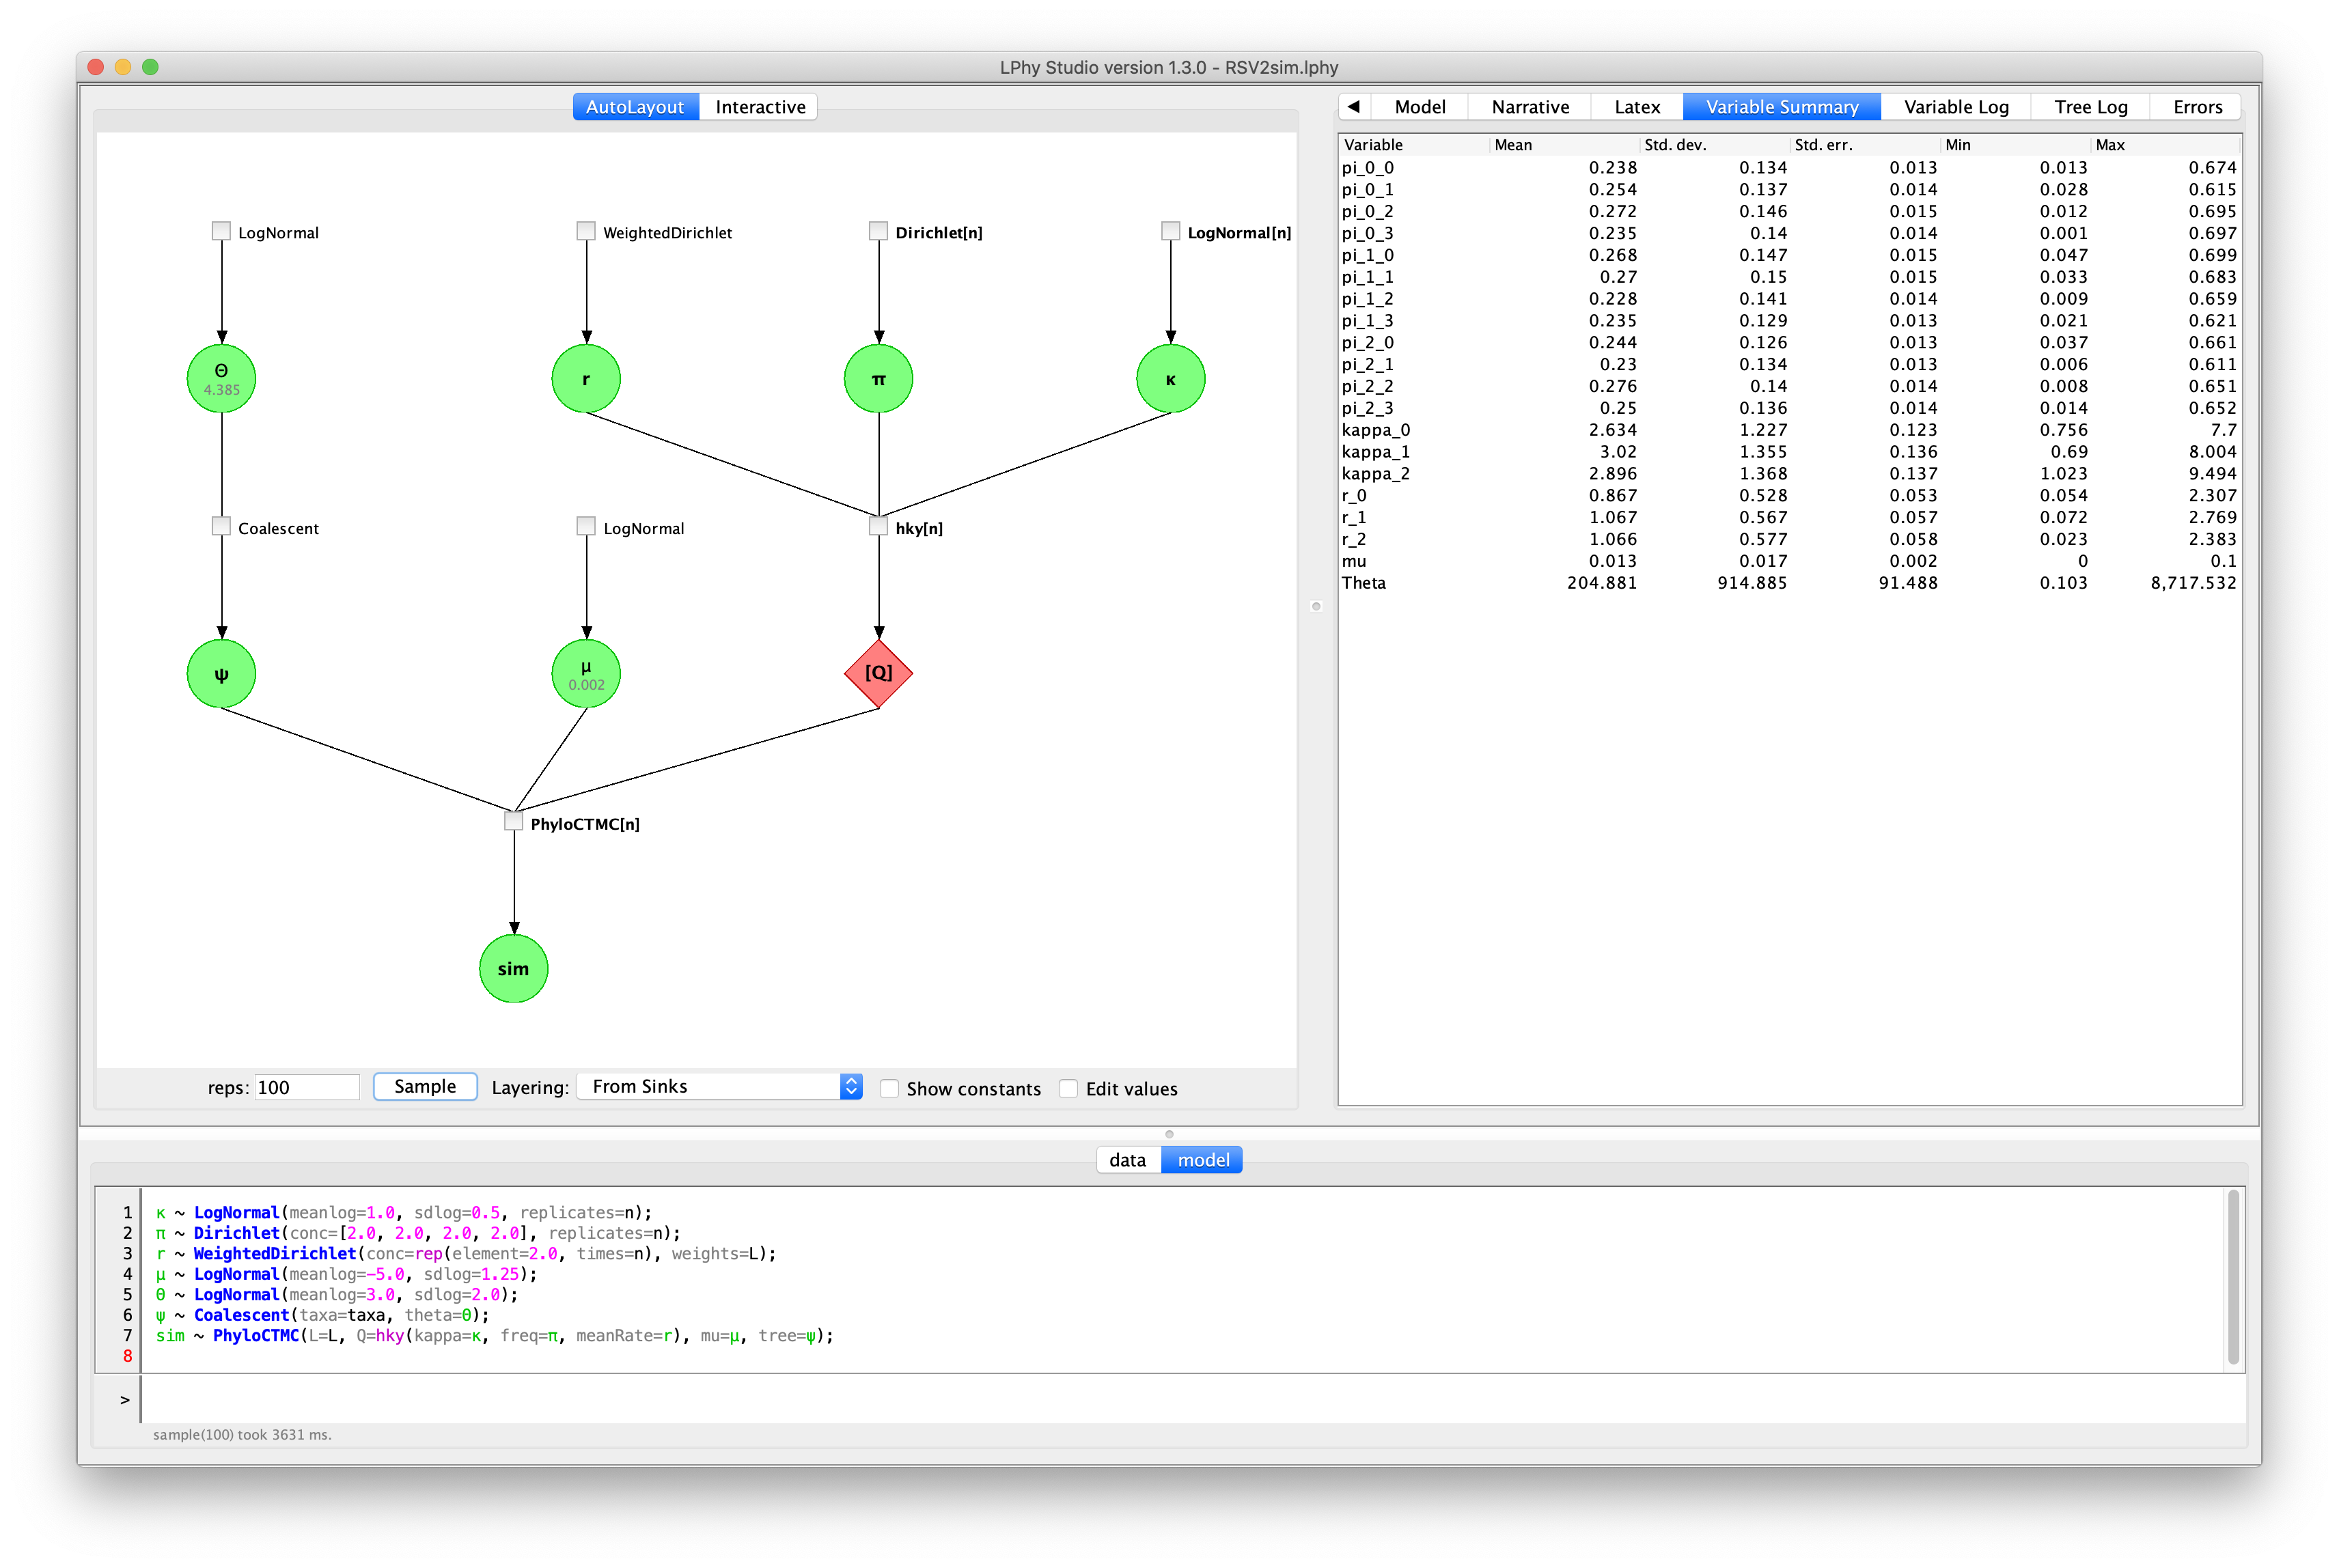 LPhy Studio version 1.3.0 - RSV2sim.lphy
AutoLayout Interactive
LogNormal WeightedDirichlet Dirichlet[n] LogNormal[n]
Θ r π κ
4.385
Coalescent LogNormal hky[n]
ψ μ [Q]
0.002
PhyloCTMC[n]
sim
reps: 100 Sample Layering: From Sinks Show constants Edit values
◀ Model Narrative Latex Variable Summary Variable Log Tree Log Errors
Variable Mean Std. dev. Std. err. Min Max
pi_0_0 0.238 0.134 0.013 0.013 0.674
pi_0_1 0.254 0.137 0.014 0.028 0.615
pi_0_2 0.272 0.146 0.015 0.012 0.695
pi_0_3 0.235 0.14 0.014 0.001 0.697
pi_1_0 0.268 0.147 0.015 0.047 0.699
pi_1_1 0.27 0.15 0.015 0.033 0.683
pi_1_2 0.228 0.141 0.014 0.009 0.659
pi_1_3 0.235 0.129 0.013 0.021 0.621
pi_2_0 0.244 0.126 0.013 0.037 0.661
pi_2_1 0.23 0.134 0.013 0.006 0.611
pi_2_2 0.276 0.14 0.014 0.008 0.651
pi_2_3 0.25 0.136 0.014 0.014 0.652
kappa_0 2.634 1.227 0.123 0.756 7.7
kappa_1 3.02 1.355 0.136 0.69 8.004
kappa_2 2.896 1.368 0.137 1.023 9.494
r_0 0.867 0.528 0.053 0.054 2.307
r_1 1.067 0.567 0.057 0.072 2.769
r_2 1.066 0.577 0.058 0.023 2.383
mu 0.013 0.017 0.002 0 0.1
Theta 204.881 914.885 91.488 0.103 8,717.532
data model
1 κ ~ LogNormal(meanlog=1.0, sdlog=0.5, replicates=n);
2 π ~ Dirichlet(conc=[2.0, 2.0, 2.0, 2.0], replicates=n);
3 r ~ WeightedDirichlet(conc=rep(element=2.0, times=n), weights=L);
4 μ ~ LogNormal(meanlog=-5.0, sdlog=1.25);
5 Θ ~ LogNormal(meanlog=3.0, sdlog=2.0);
6 ψ ~ Coalescent(taxa=taxa, theta=Θ);
7 sim ~ PhyloCTMC(L=L, Q=hky(kappa=κ, freq=π, meanRate=r), mu=μ, tree=ψ);
8
>
sample(100) took 3631 ms.